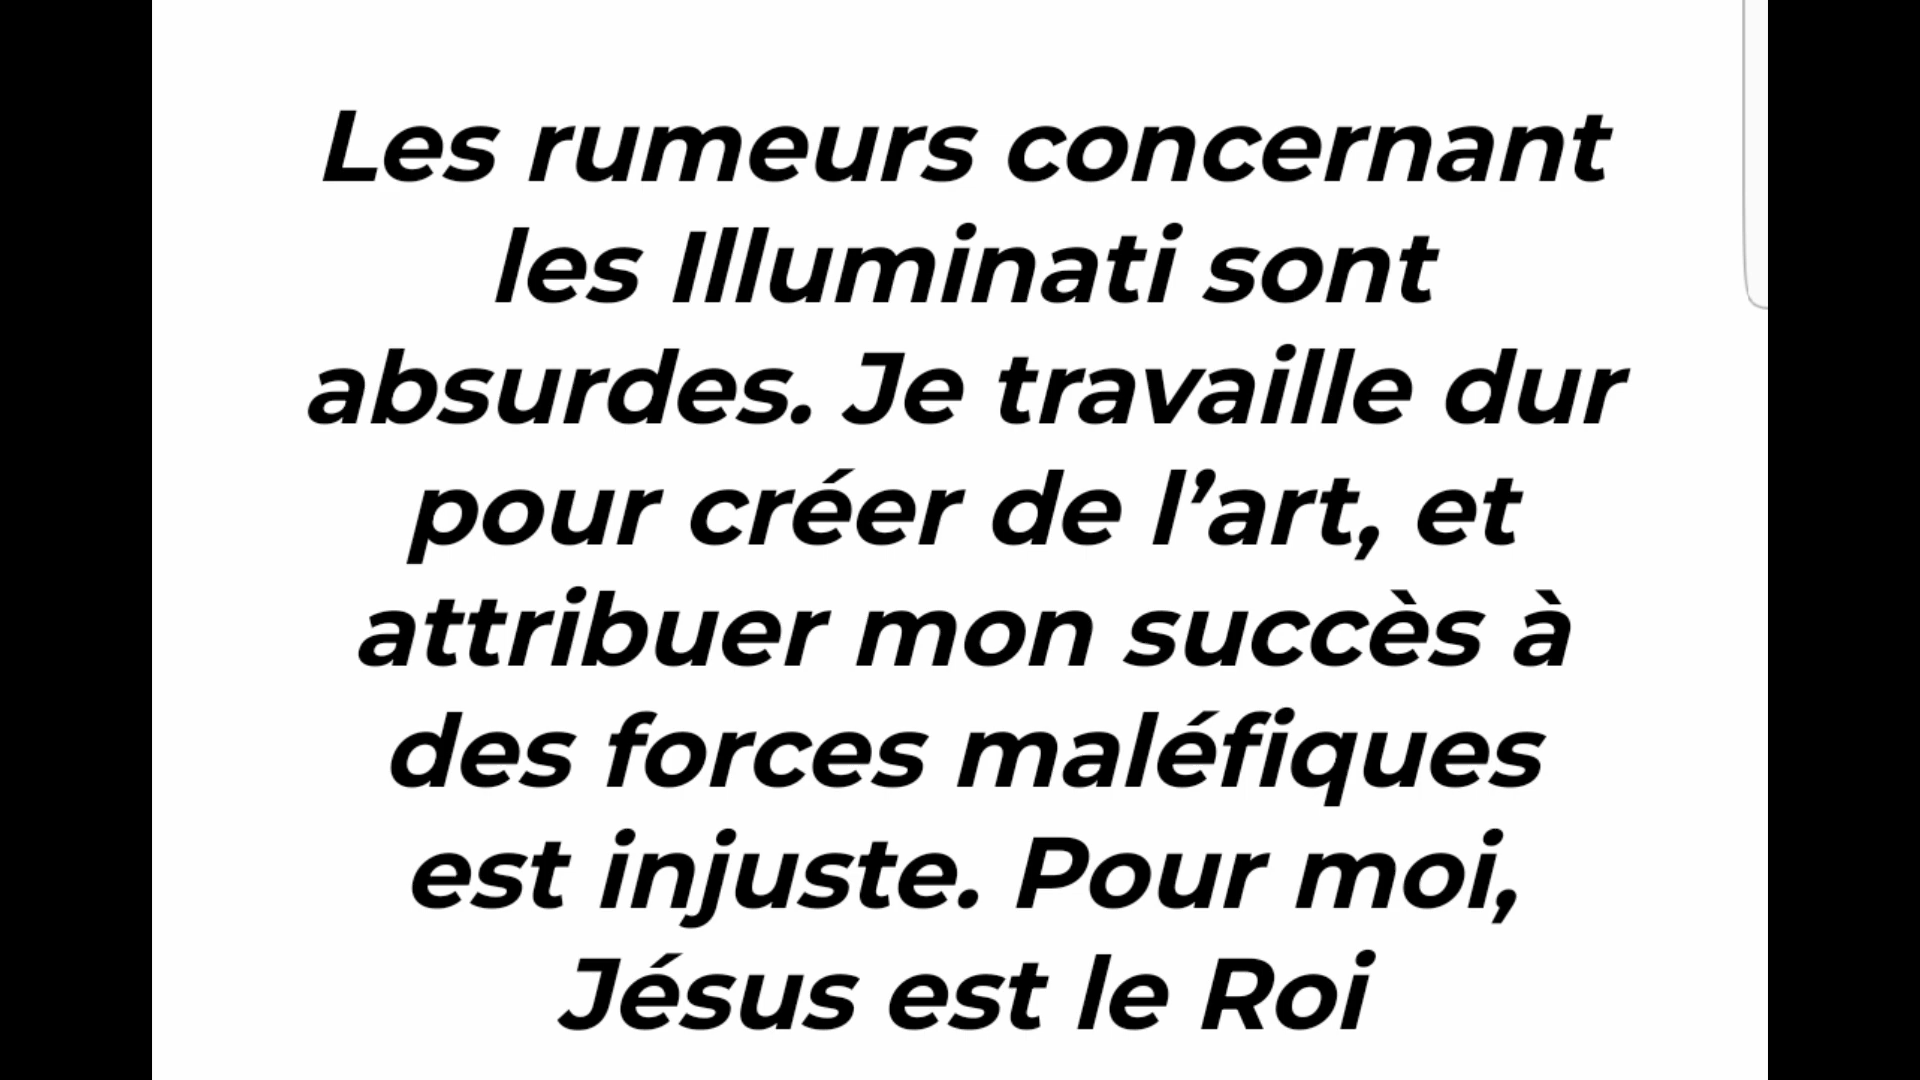 Les rumeurs concernant
les Illuminati sont
absurdes. Je travaille dur
pour créer de l’art, et
attribuer mon succès à
des forces maléfiques
est injuste. Pour moi,
Jésus est le Roi